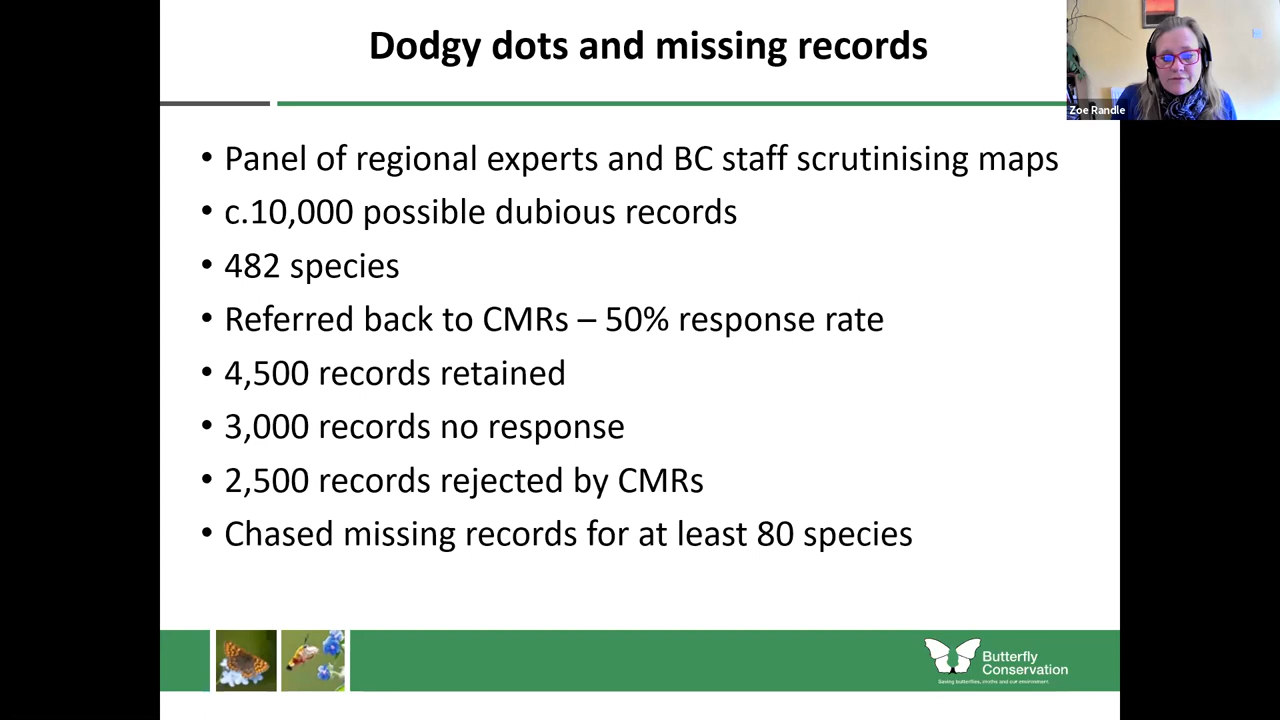 Dodgy dots and missing records
Zoe Randle
• Panel of regional experts and BC staff scrutinising maps
• c.10,000 possible dubious records
• 482 species
• Referred back to CMRs – 50% response rate
• 4,500 records retained
• 3,000 records no response
• 2,500 records rejected by CMRs
• Chased missing records for at least 80 species
Butterfly
Conservation
Saving butterflies, moths and our environment